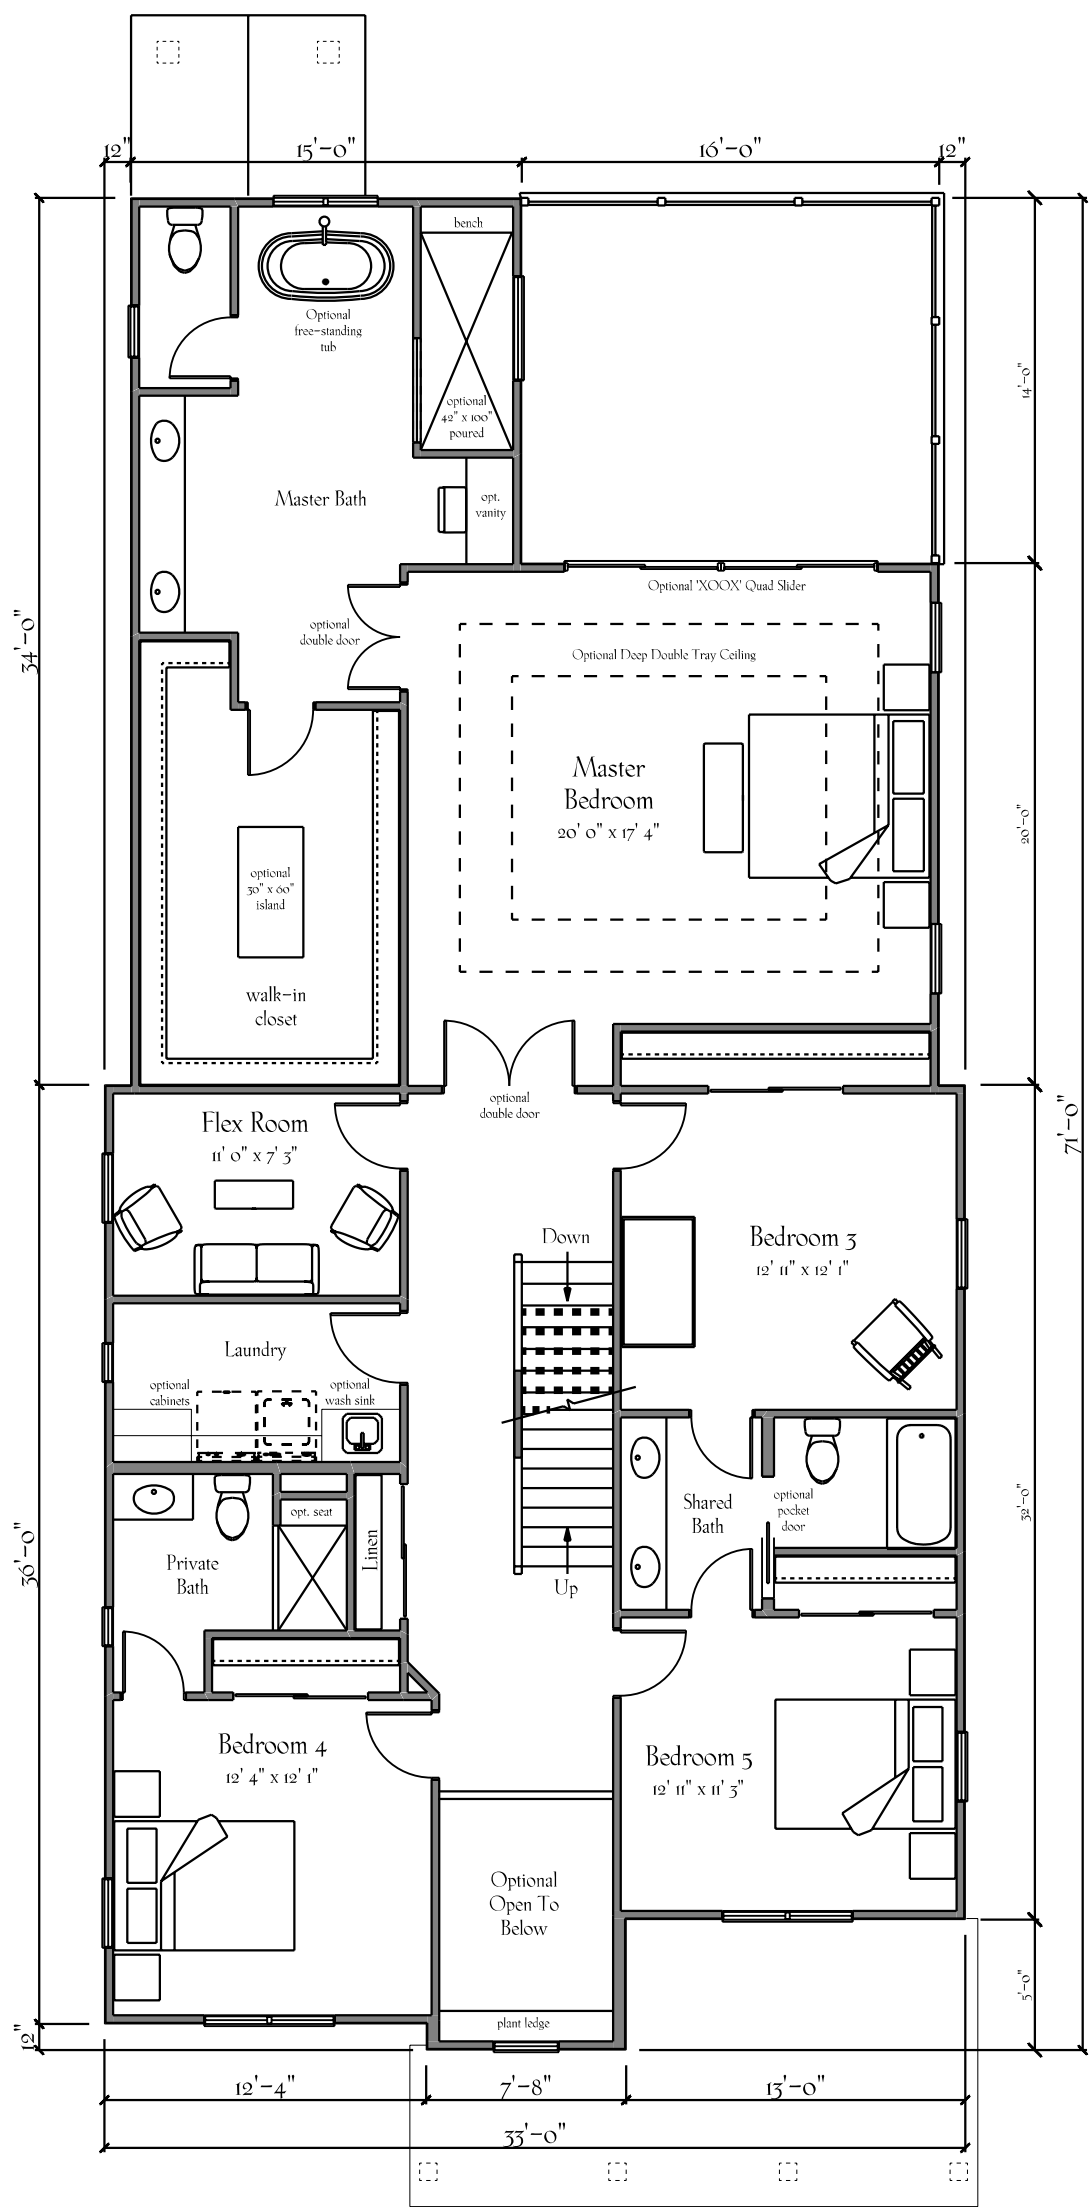 12"
15'-0"
16'-0"
12"
bench
Optional
free-standing
tub
optional
42" x 100"
poured
14'-0"
Master Bath
opt.
vanity
Optional 'XOOX' Quad Slider
optional
double door
34'-0"
Optional Deep Double Tray Ceiling
Master
Bedroom
20' 0" x 17' 4"
20'-0"
optional
30" x 60"
island
walk-in
closet
optional
double door
71'-0"
Flex Room
11' 0" x 7' 3"
Down
Bedroom 3
12' 11" x 12' 1"
Laundry
optional
cabinets
optional
wash sink
36'-0"
opt. seat
Linen
Private
Bath
Up
Shared
Bath
optional
pocket
door
32'-0"
Bedroom 4
12' 4" x 12' 1"
Bedroom 5
12' 11" x 11' 3"
Optional
Open To
Below
5'-0"
plant ledge
12"
12'-4"
7'-8"
13'-0"
33'-0"